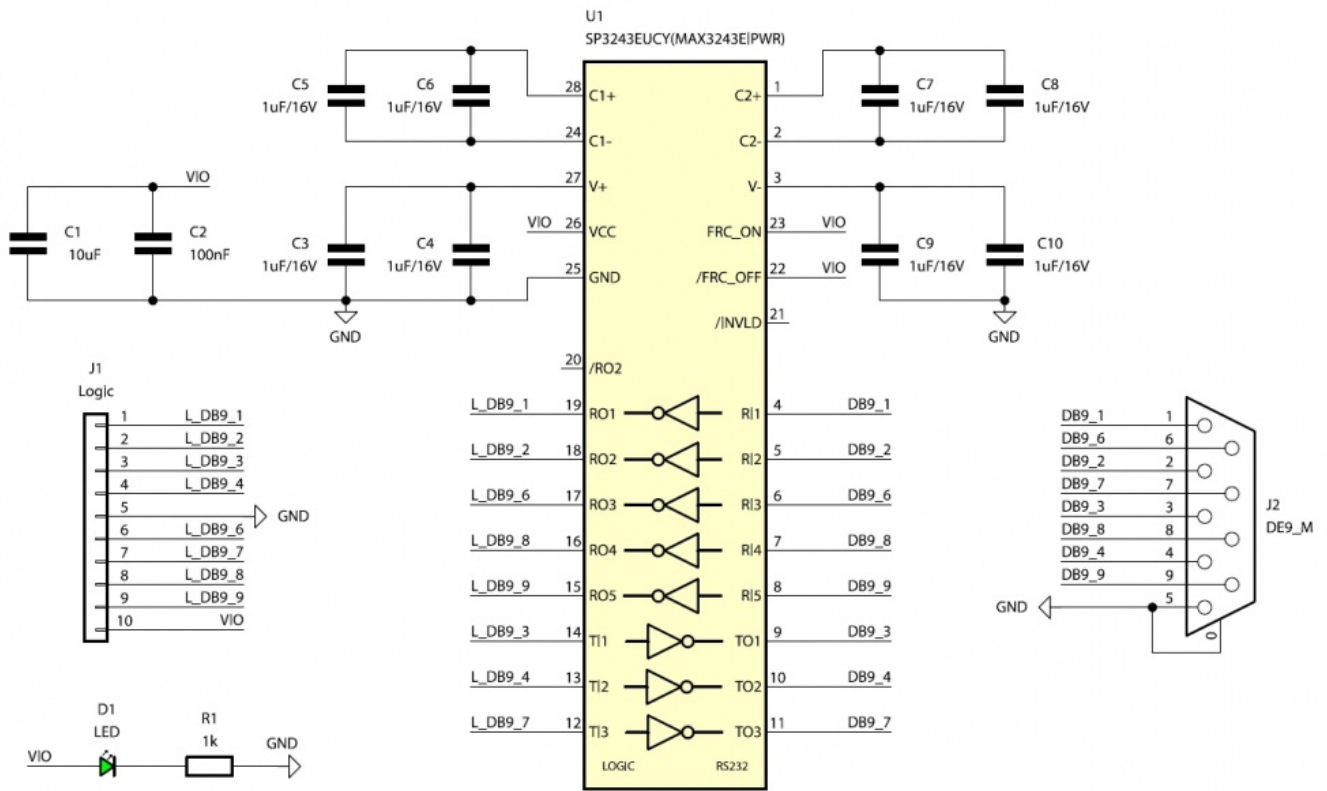 U1
SP3243EUCY(MAX3243E|PWR)
C5
1uF/16V
C6
1uF/16V
28
C1+
24
C1-
C2+
1
C2-
2
C7
1uF/16V
C8
1uF/16V
VIO
C1
10uF
C2
100nF
C3
1uF/16V
C4
1uF/16V
27
V+
VIO
26
VCC
25
GND
GND
V-
3
FRC_ON
23
VIO
/FRC_OFF
22
VIO
/INVLD
21
C9
1uF/16V
C10
1uF/16V
GND
20
/RO2
L_DB9_1
19
RO1
RI1
4
DB9_1
L_DB9_2
18
RO2
RI2
5
DB9_2
L_DB9_6
17
RO3
RI3
6
DB9_6
L_DB9_8
16
RO4
RI4
7
DB9_8
L_DB9_9
15
RO5
RI5
8
DB9_9
L_DB9_3
14
TI1
TO1
9
DB9_3
L_DB9_4
13
TI2
TO2
10
DB9_4
L_DB9_7
12
TI3
TO3
11
DB9_7
LOGIC
RS232
J1
Logic
1
L_DB9_1
2
L_DB9_2
3
L_DB9_3
4
L_DB9_4
5
GND
6
L_DB9_6
7
L_DB9_7
8
L_DB9_8
9
L_DB9_9
10
VIO
DB9_1
1
DB9_6
6
DB9_2
2
DB9_7
7
DB9_3
3
DB9_8
8
DB9_4
4
DB9_9
9
GND
5
0
J2
DE9_M
D1
LED
VIO
R1
1k
GND